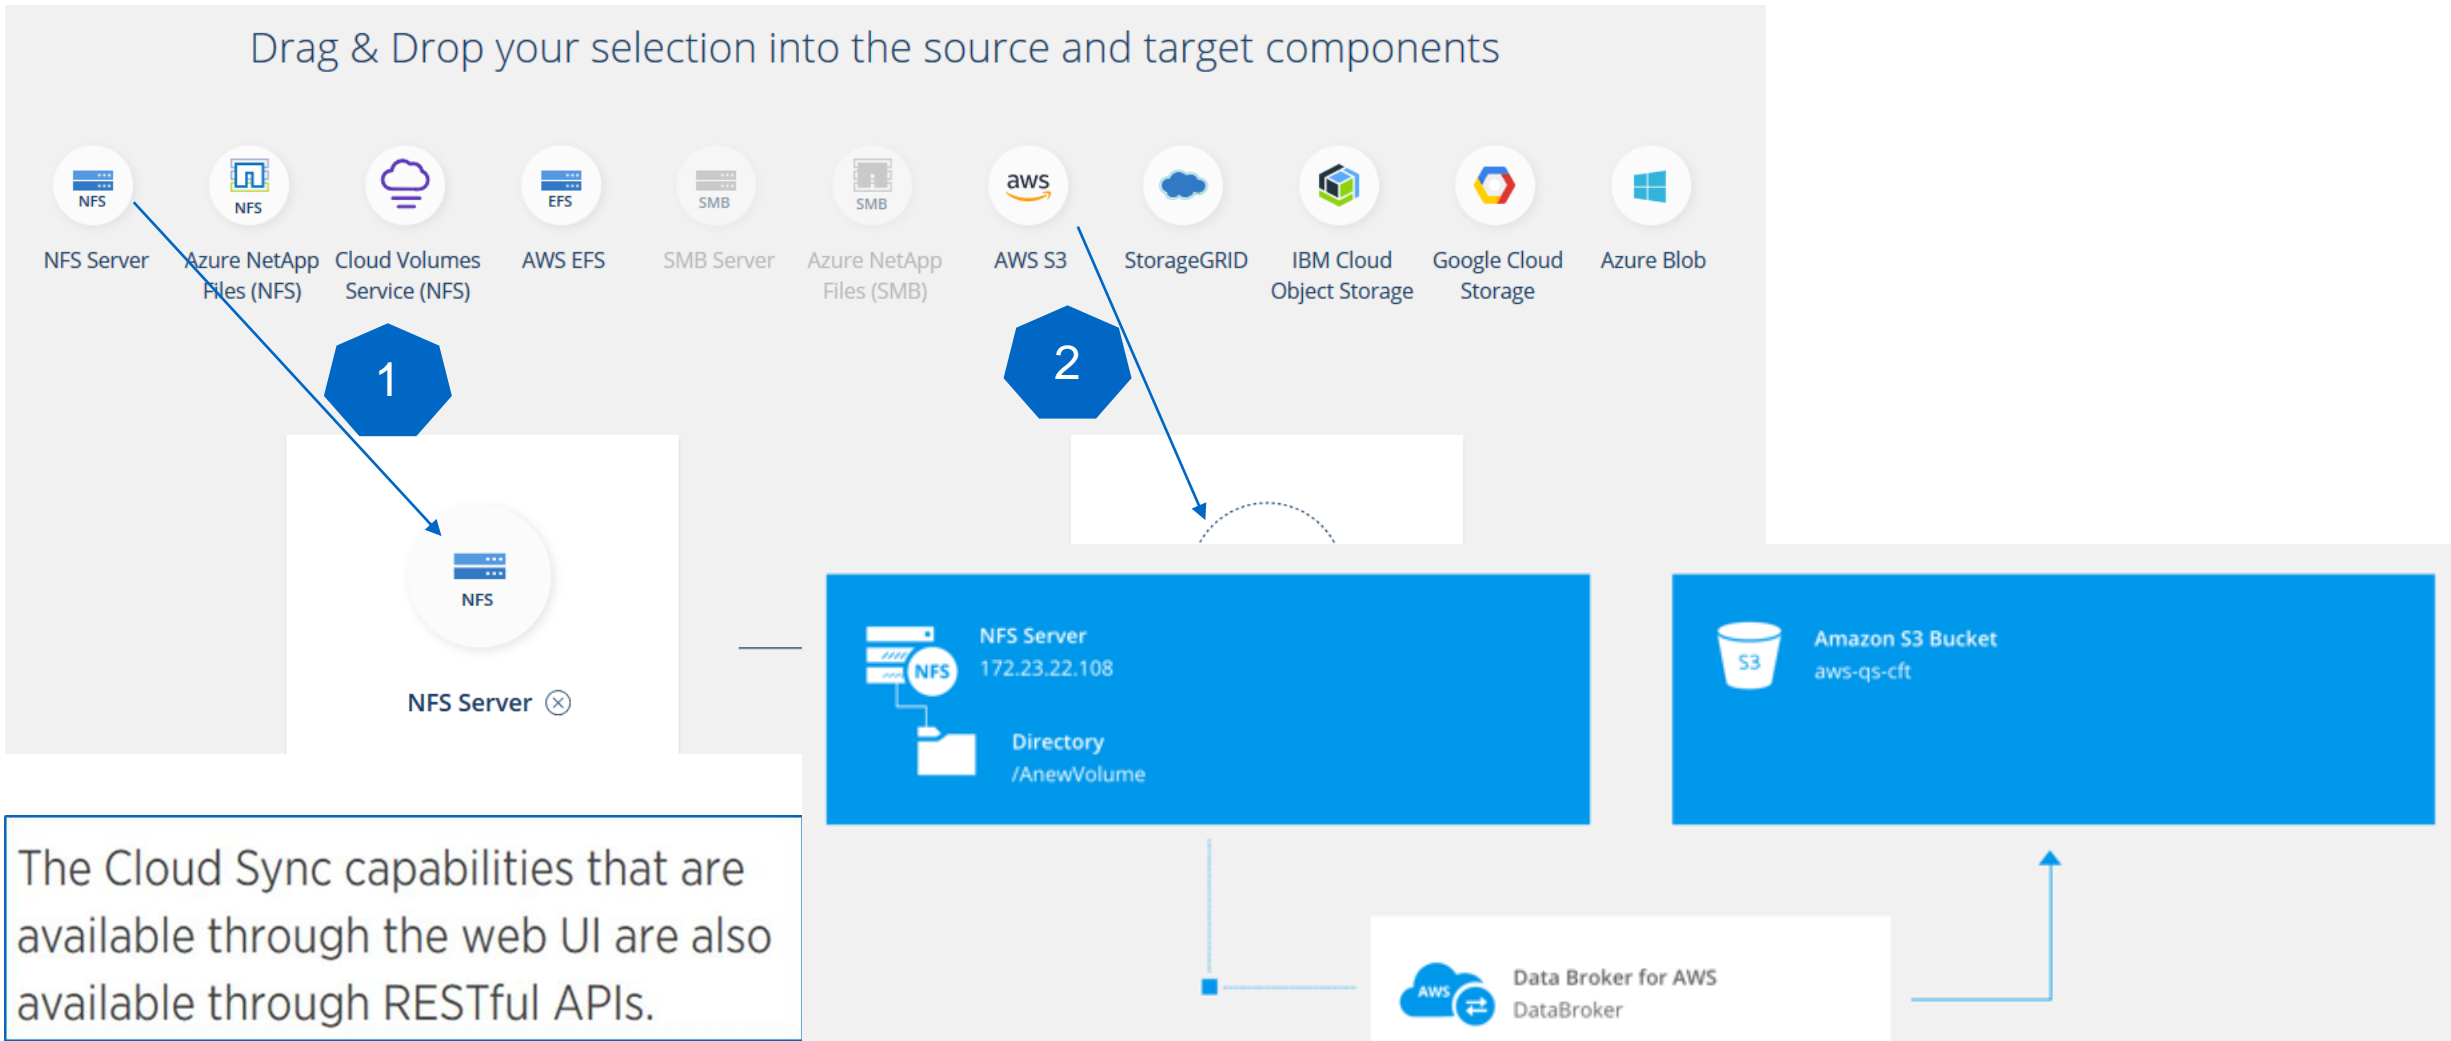 Drag & Drop your selection into the source and target components
NFS
NFS
EFS
SMB
SMB
aws
NFS Server
Azure NetApp
Files (NFS)
Cloud Volumes
Service (NFS)
AWS EFS
SMB Server
Azure NetApp
Files (SMB)
AWS S3
StorageGRID
IBM Cloud
Object Storage
Google Cloud
Storage
Azure Blob
1
2
NFS
NFS Server
NFS
NFS Server
172.23.22.108
Directory
/AnewVolume
S3
Amazon S3 Bucket
aws-qs-cft
AWS
Data Broker for AWS
DataBroker
The Cloud Sync capabilities that are
available through the web UI are also
available through RESTful APIs.